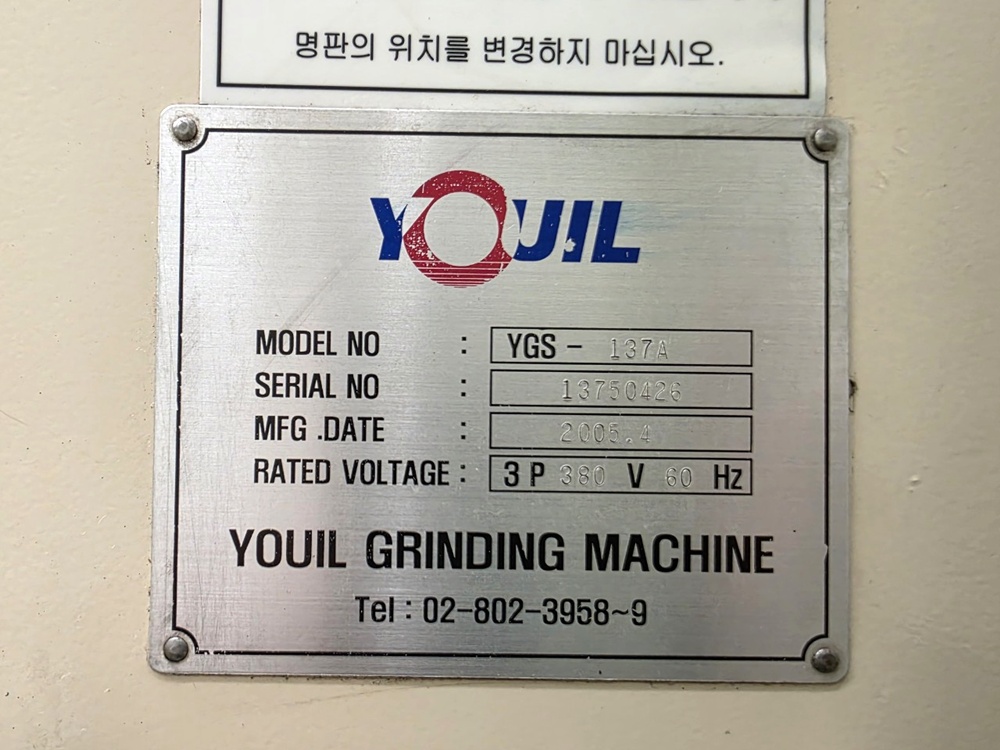 명판의 위치를 변경하지 마십시오.
YOUIL
MODEL NO : YGS - 137A
SERIAL NO : 13750426
MFG .DATE : 2005.4
RATED VOLTAGE : 3 P 380 V 60 Hz
YOUIL GRINDING MACHINE
Tel : 02-802-3958~9